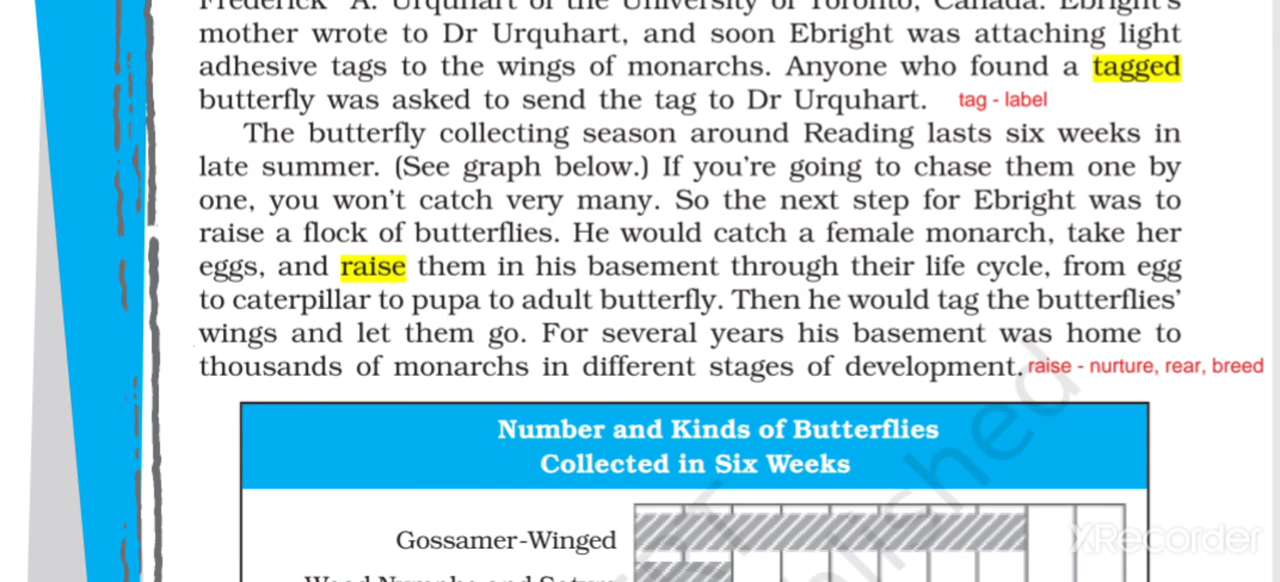 Frederick A. Urquhart of the University of Toronto, Canada. Ebright's
mother wrote to Dr Urquhart, and soon Ebright was attaching light
adhesive tags to the wings of monarchs. Anyone who found a tagged
butterfly was asked to send the tag to Dr Urquhart. tag - label
The butterfly collecting season around Reading lasts six weeks in
late summer. (See graph below.) If you're going to chase them one by
one, you won't catch very many. So the next step for Ebright was to
raise a flock of butterflies. He would catch a female monarch, take her
eggs, and raise them in his basement through their life cycle, from egg
to caterpillar to pupa to adult butterfly. Then he would tag the butterflies'
wings and let them go. For several years his basement was home to
thousands of monarchs in different stages of development. raise - nurture, rear, breed
Number and Kinds of Butterflies
Collected in Six Weeks
Gossamer-Winged
XRecorder